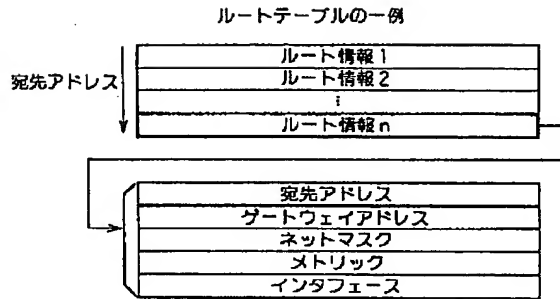 ルートテーブルの一例
ルート情報1
宛先アドレス
ルート情報2
⋮
ルート情報n
宛先アドレス
ゲートウェイアドレス
ネットマスク
メトリック
インタフェース